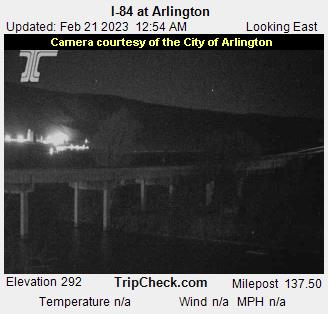 I-84 at Arlington
Updated: Feb 21 2023 12:54 AM Looking East
Camera courtesy of the City of Arlington
Elevation 292 TripCheck.com Milepost 137.50
Temperature n/a Wind n/a MPH n/a